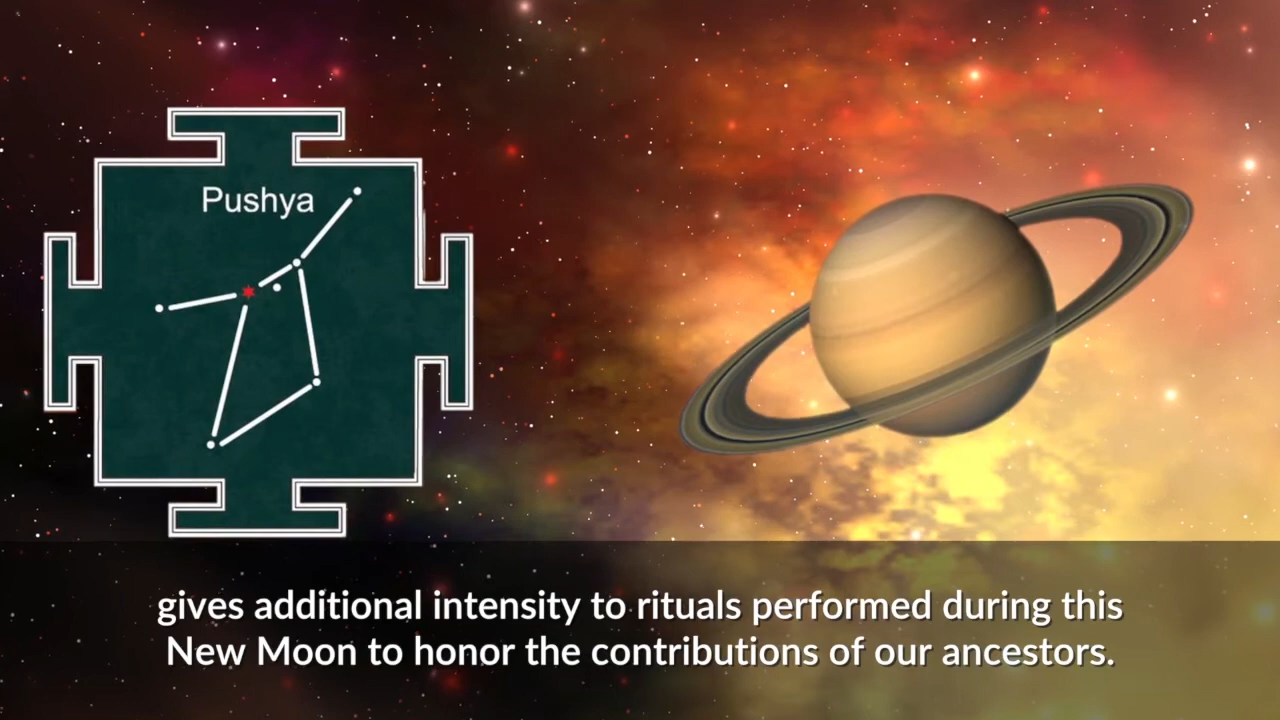 Pushya
gives additional intensity to rituals performed during this
New Moon to honor the contributions of our ancestors.